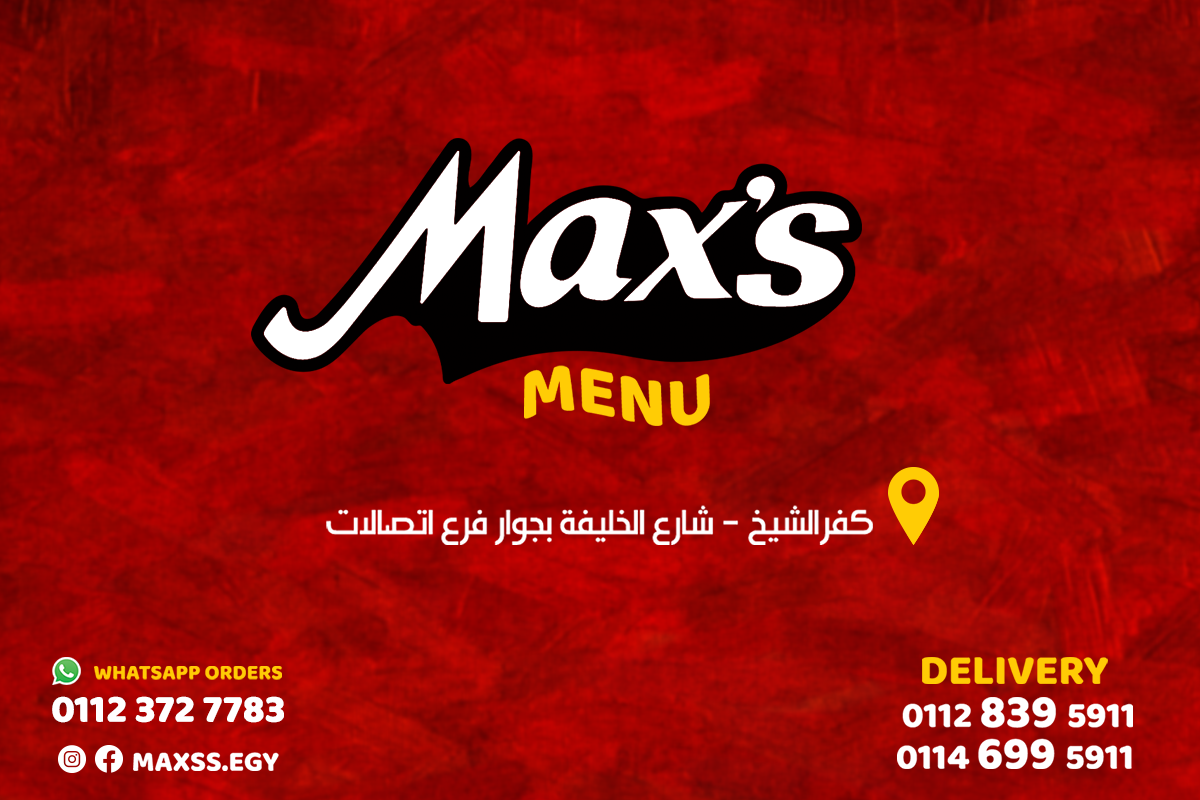 Max's
MENU
كفرالشيخ - شارع الخليفة بجوار فرع اتصالات
WHATSAPP ORDERS
0112 372 7783
MAXSS.EGY
DELIVERY
0112 839 5911
0114 699 5911